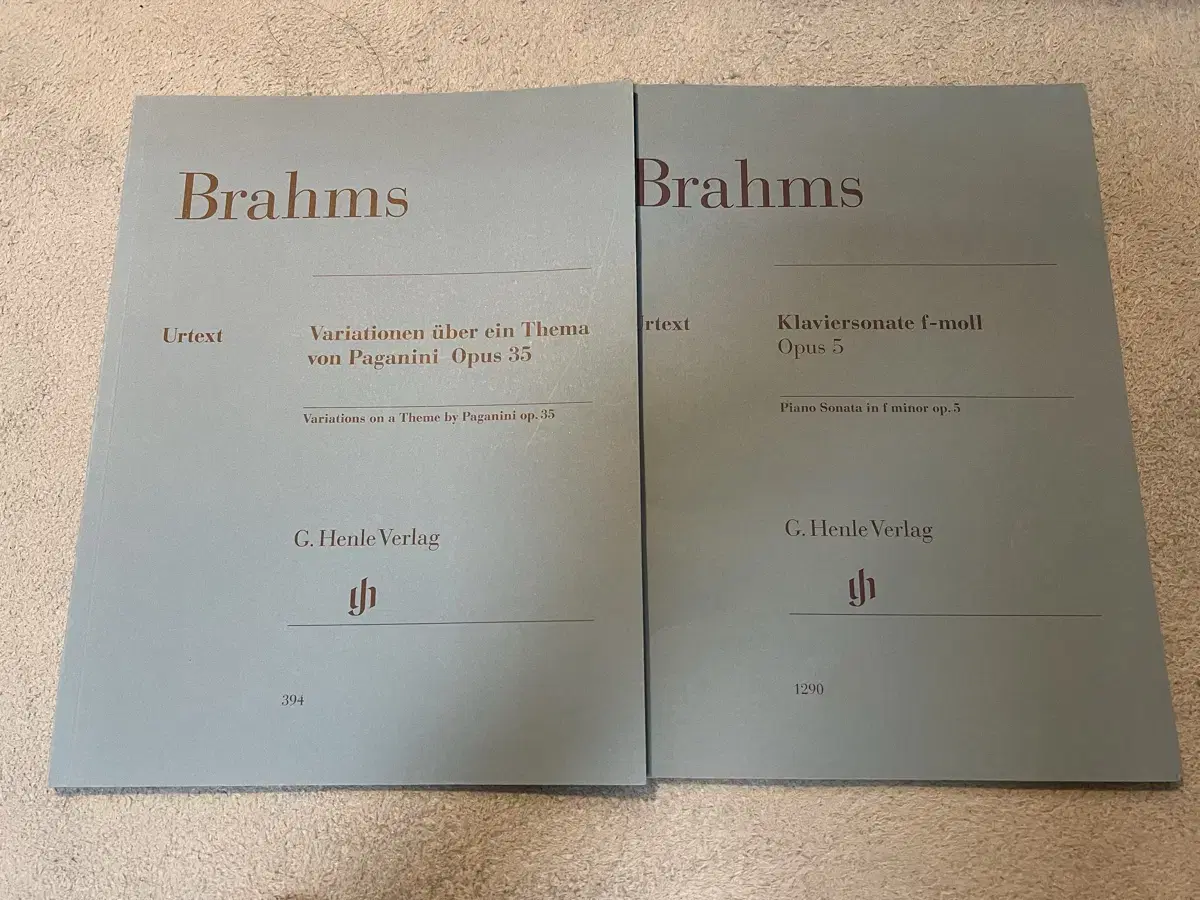 Brahms
Urtext
Variationen über ein Thema
von Paganini Opus 35
Variations on a Theme by Paganini op. 35
G. Henle Verlag
394
Brahms
rtext
Klaviersonate f-moll
Opus 5
Piano Sonata in f minor op. 5
G. Henle Verlag
1290